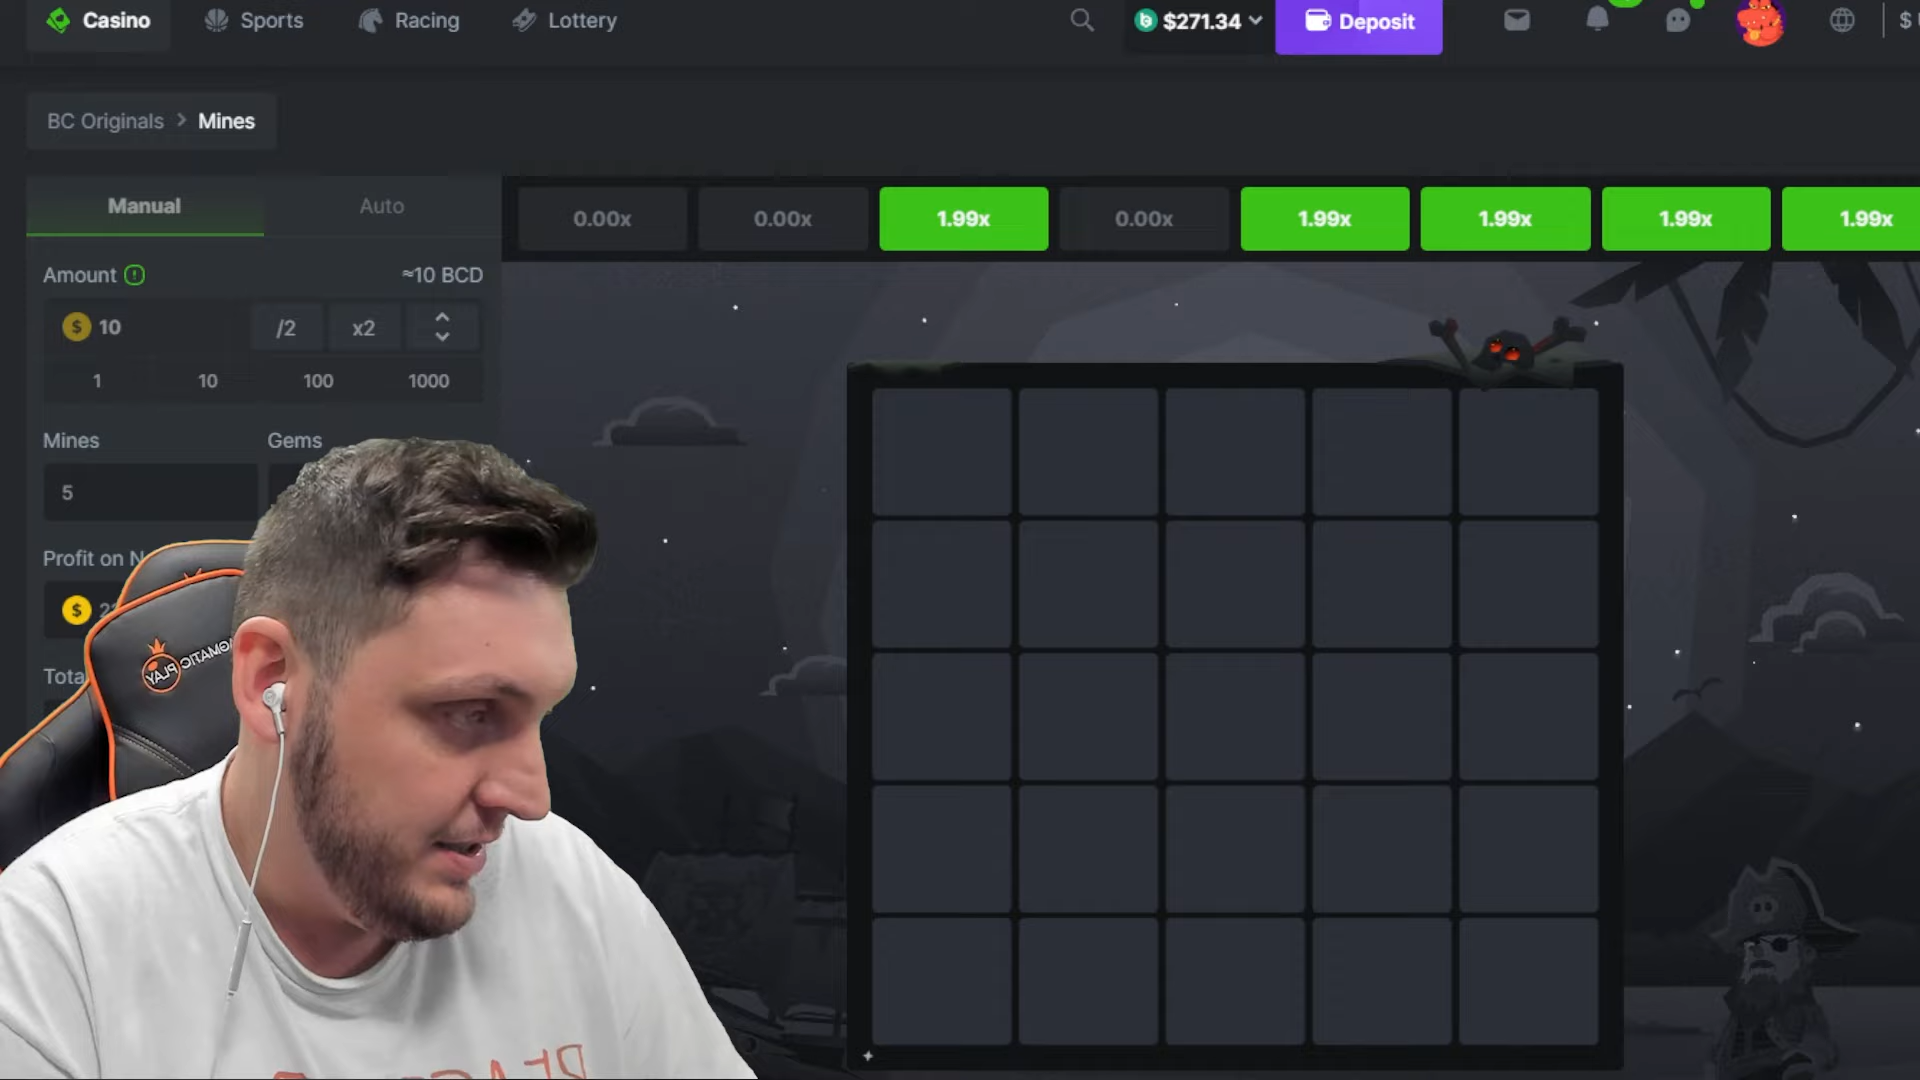 Casino Sports Racing Lottery $271.34 Deposit $
BC Originals > Mines
Manual Auto
0.00x 0.00x 1.99x 0.00x 1.99x 1.99x 1.99x 1.99x
Amount ≈10 BCD
10 /2 x2
1 10 100 1000
Mines Gems
5
Profit on N
$
PRAGMATIC PLAY
Tota